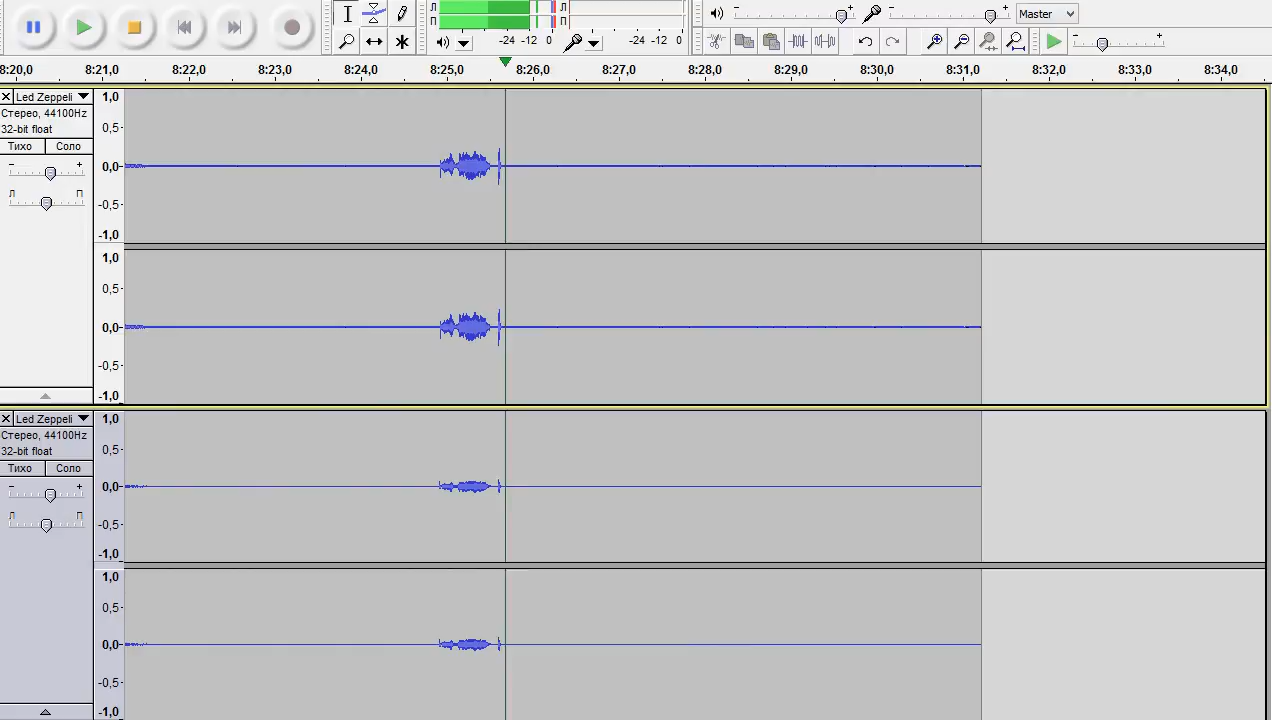 Л
П
-24 -12 0
Л
П
-24 -12 0
- +
- +
Master
- +
8:20,0 8:21,0 8:22,0 8:23,0 8:24,0 8:25,0 8:26,0 8:27,0 8:28,0 8:29,0 8:30,0 8:31,0 8:32,0 8:33,0 8:34,0
Led Zeppeli
Стерео, 44100Hz
32-bit float
Тихо Соло
- +
Л П
1,0
0,5-
0,0-
-0,5-
-1,0
1,0
0,5-
0,0-
-0,5-
-1,0
Led Zeppeli
Стерео, 44100Hz
32-bit float
Тихо Соло
- +
Л П
1,0
0,5-
0,0-
-0,5-
-1,0
1,0
0,5-
0,0-
-0,5-
-1,0